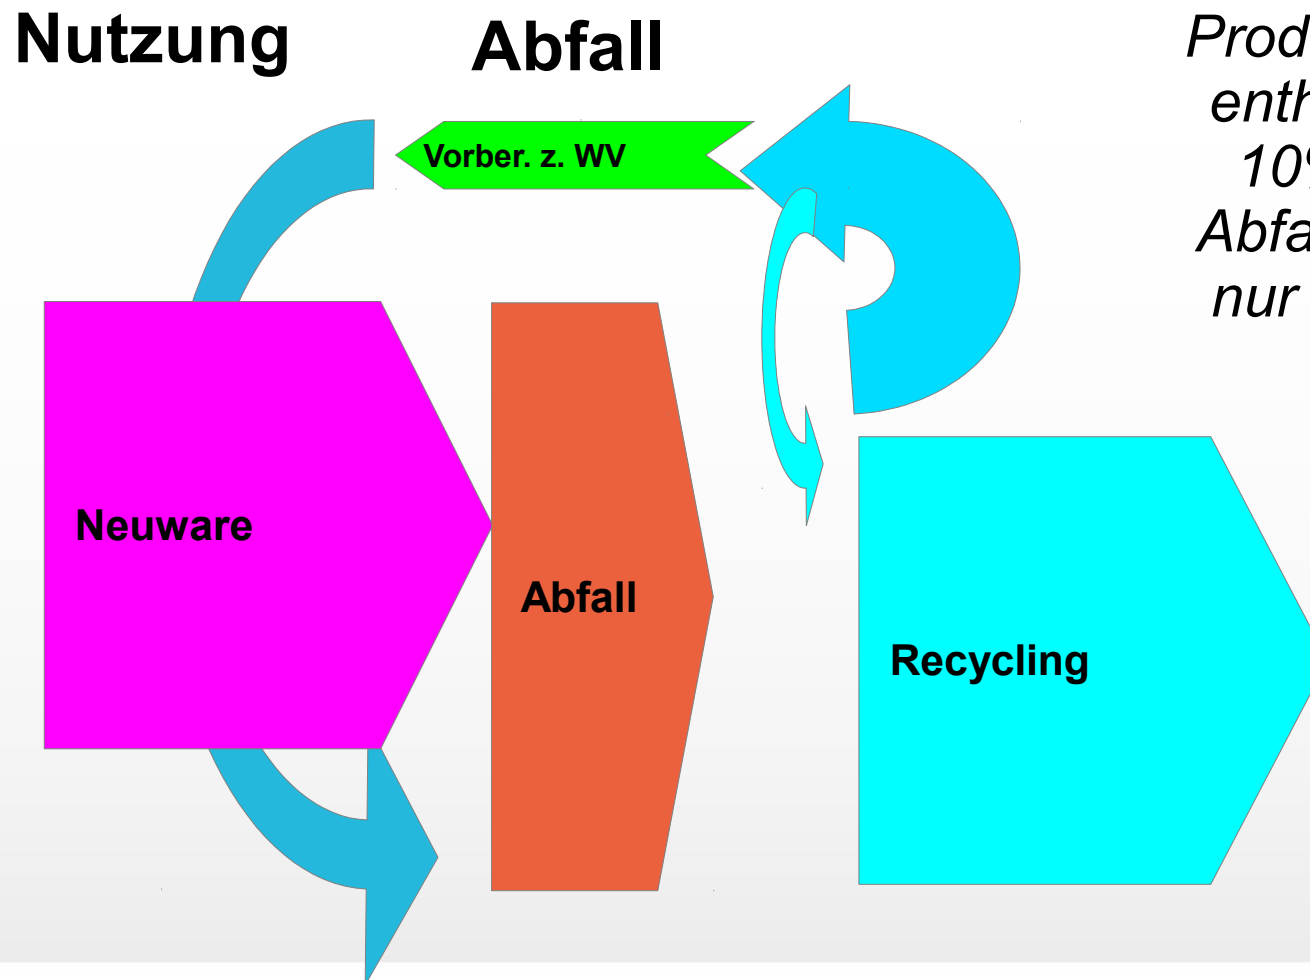 Nutzung
Abfall
Prod
enth
10%
Abfa
nur
Vorber. z. WV
Neuware
Abfall
Recycling